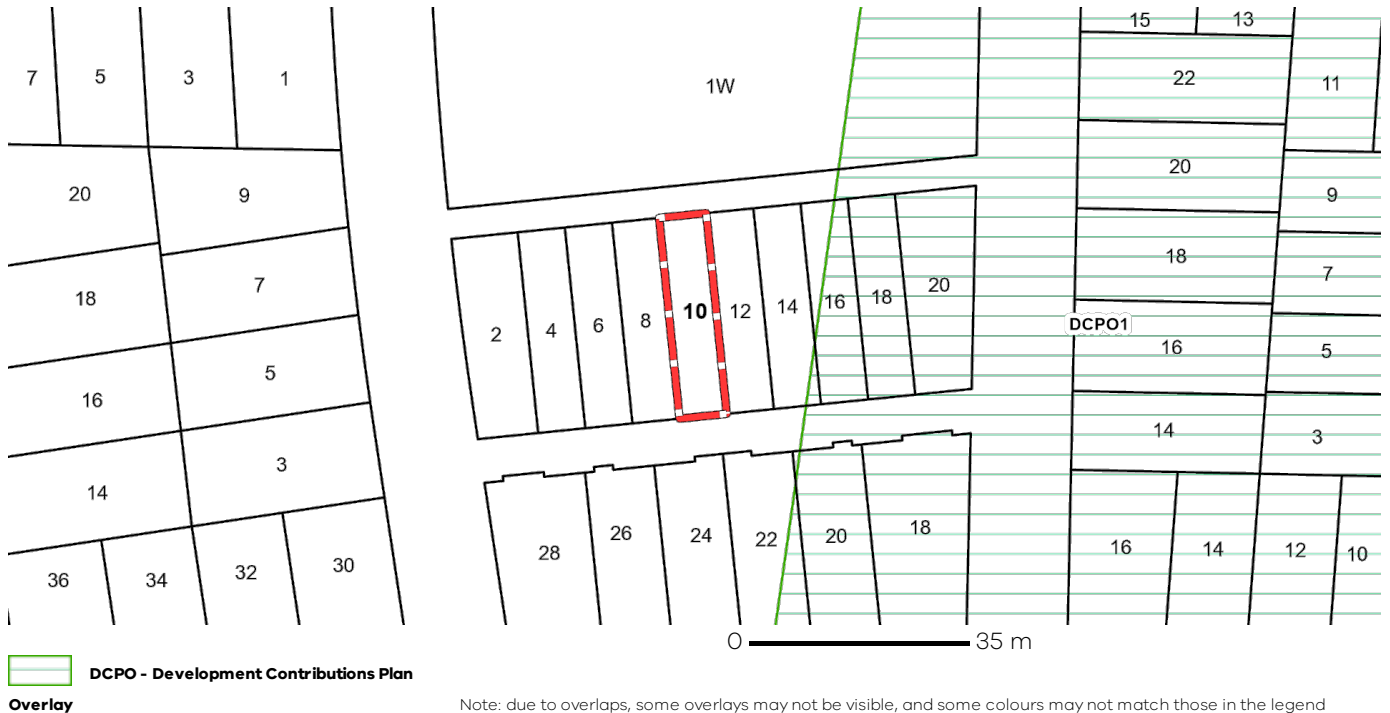 15 13
7 5 3 1 1W 22 11
20 9 20 9
18 7 2 4 6 8 10 12 14 16 18 20 18 7
DCPO1
16 5 16 5
14 3 14 3
36 34 32 30 28 26 24 22 20 18 16 14 12 10
0 35 m
DCPO - Development Contributions Plan
Overlay
Note: due to overlaps, some overlays may not be visible, and some colours may not match those in the legend